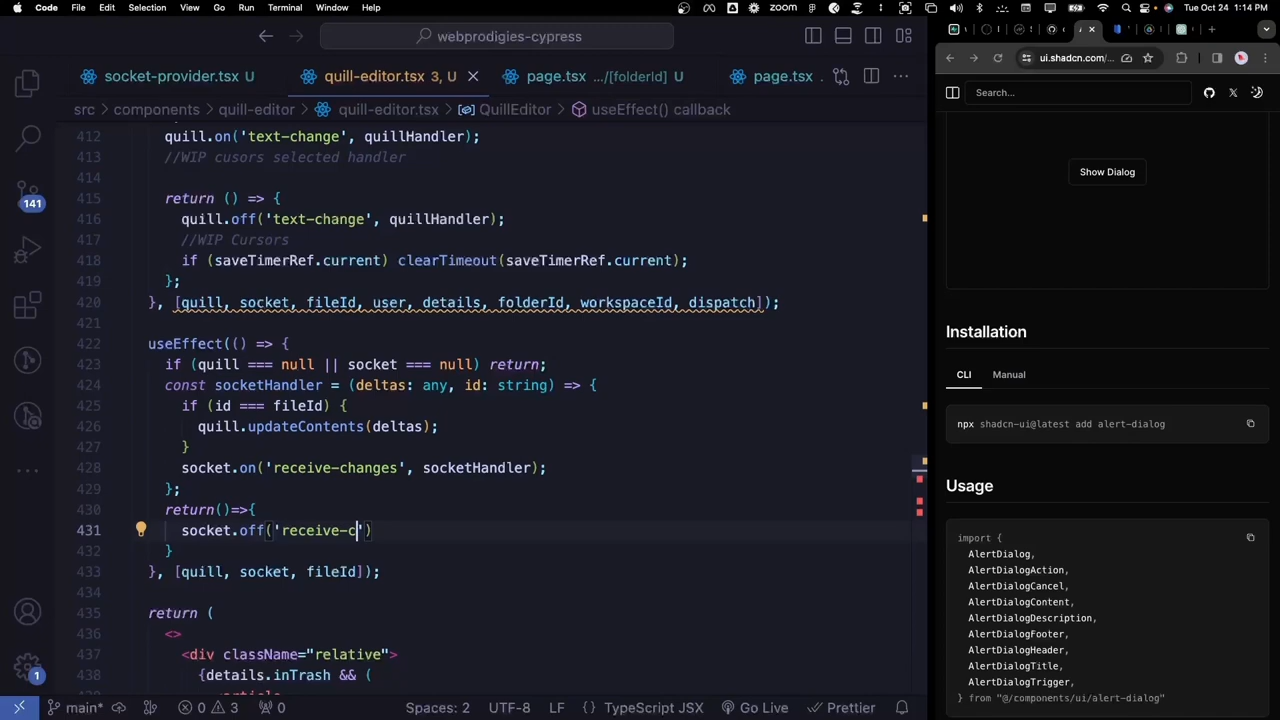 Code File Edit Selection View Go Run Terminal Window Help
zoom
Tue Oct 24 1:14 PM
webprodigies-cypress
socket-provider.tsx U
quill-editor.tsx 3, U
page.tsx .../[folderId] U
page.tsx
src > components > quill-editor > quill-editor.tsx > QuillEditor > useEffect() callback
412 quill.on('text-change', quillHandler);
413 //WIP cusors selected handler
414
415 return () => {
416 quill.off('text-change', quillHandler);
417 //WIP Cursors
418 if (saveTimerRef.current) clearTimeout(saveTimerRef.current);
419 };
420 }, [quill, socket, fileId, user, details, folderId, workspaceId, dispatch]);
421
422 useEffect(() => {
423 if (quill === null || socket === null) return;
424 const socketHandler = (deltas: any, id: string) => {
425 if (id === fileId) {
426 quill.updateContents(deltas);
427 }
428 socket.on('receive-changes', socketHandler);
429 };
430 return()=>{
431 socket.off('receive-c')
432 }
433 }, [quill, socket, fileId]);
434
435 return (
436 <>
437 <div className="relative">
438 {details.inTrash && (
141
1
main*
0 3
0
Spaces: 2
UTF-8
LF
{} TypeScript JSX
Go Live
Prettier
ui.shadcn.com/...
Search...
Show Dialog
Installation
CLI
Manual
npx shadcn-ui@latest add alert-dialog
Usage
import {
AlertDialog,
AlertDialogAction,
AlertDialogCancel,
AlertDialogContent,
AlertDialogDescription,
AlertDialogFooter,
AlertDialogHeader,
AlertDialogTitle,
AlertDialogTrigger,
} from "@/components/ui/alert-dialog"